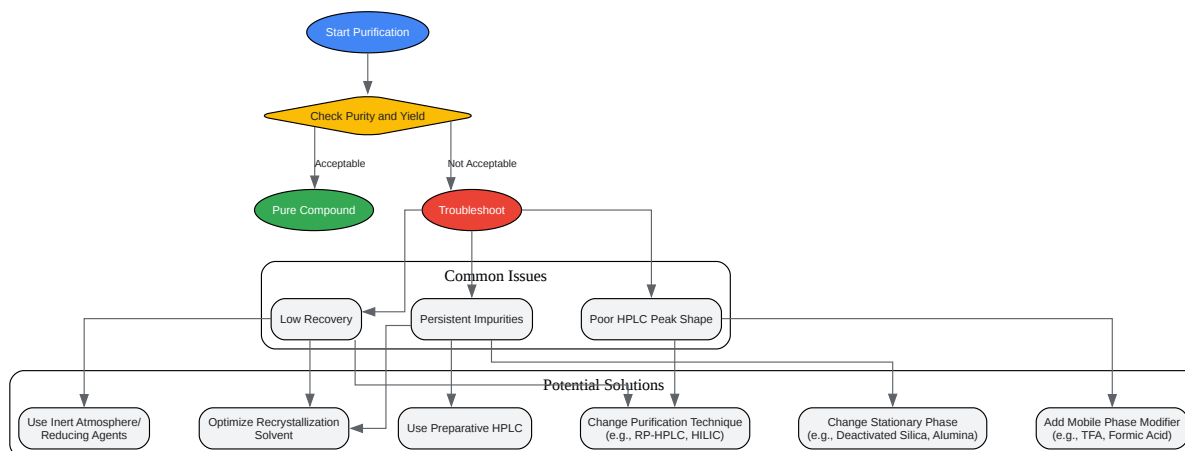 Start Purification
Check Purity and Yield
Acceptable
Not Acceptable
Pure Compound
Troubleshoot
Common Issues
Low Recovery
Persistent Impurities
Poor HPLC Peak Shape
Potential Solutions
Use Inert Atmosphere/
Reducing Agents
Optimize Recrystallization
Solvent
Use Preparative HPLC
Change Purification Technique
(e.g., RP-HPLC, HILIC)
Change Stationary Phase
(e.g., Deactivated Silica, Alumina)
Add Mobile Phase Modifier
(e.g., TFA, Formic Acid)